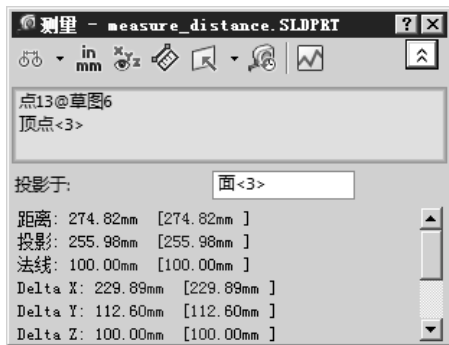 测量 - measure_distance.SLDPRT
in
mm
点13@草图6
顶点<3>
投影于: 面<3>
距离: 274.82mm [274.82mm ]
投影: 255.98mm [255.98mm ]
法线: 100.00mm [100.00mm ]
Delta X: 229.89mm [229.89mm ]
Delta Y: 112.60mm [112.60mm ]
Delta Z: 100.00mm [100.00mm ]